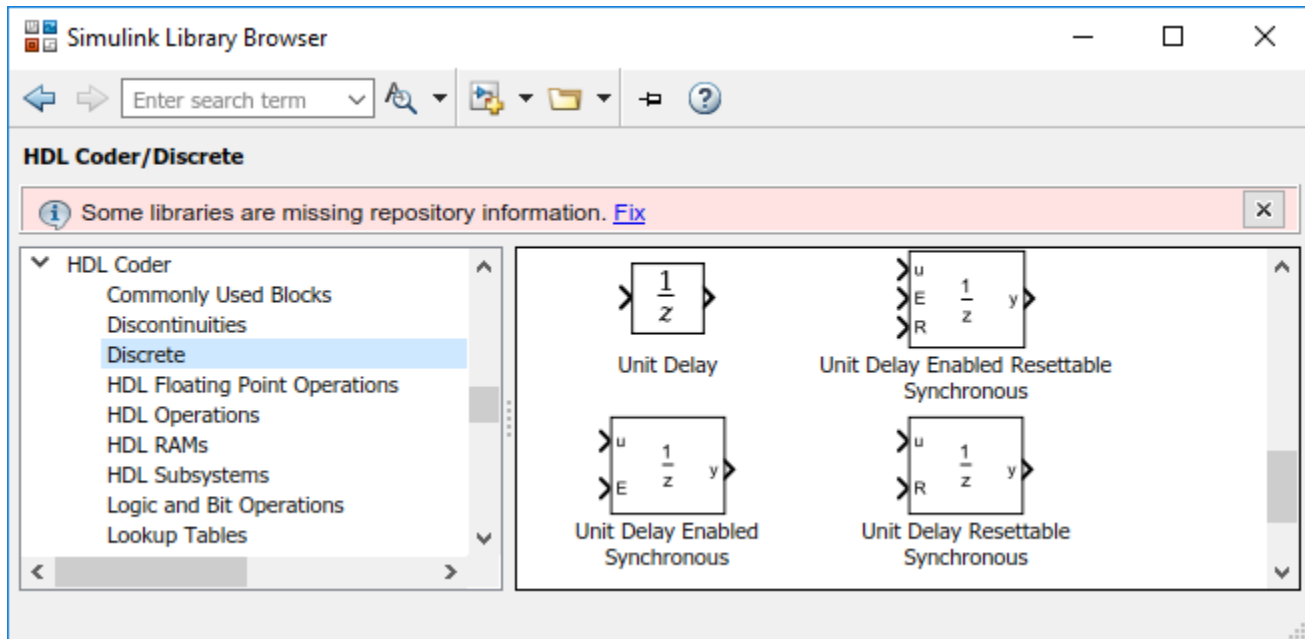 Simulink Library Browser
Enter search term
HDL Coder/Discrete
Some libraries are missing repository information. Fix
HDL Coder
Commonly Used Blocks
Discontinuities
Discrete
HDL Floating Point Operations
HDL Operations
HDL RAMs
HDL Subsystems
Logic and Bit Operations
Lookup Tables
1
z
Unit Delay
u
E
R
1
z
y
Unit Delay Enabled Resettable
Synchronous
u
E
1
z
y
Unit Delay Enabled
Synchronous
u
R
1
z
y
Unit Delay Resettable
Synchronous